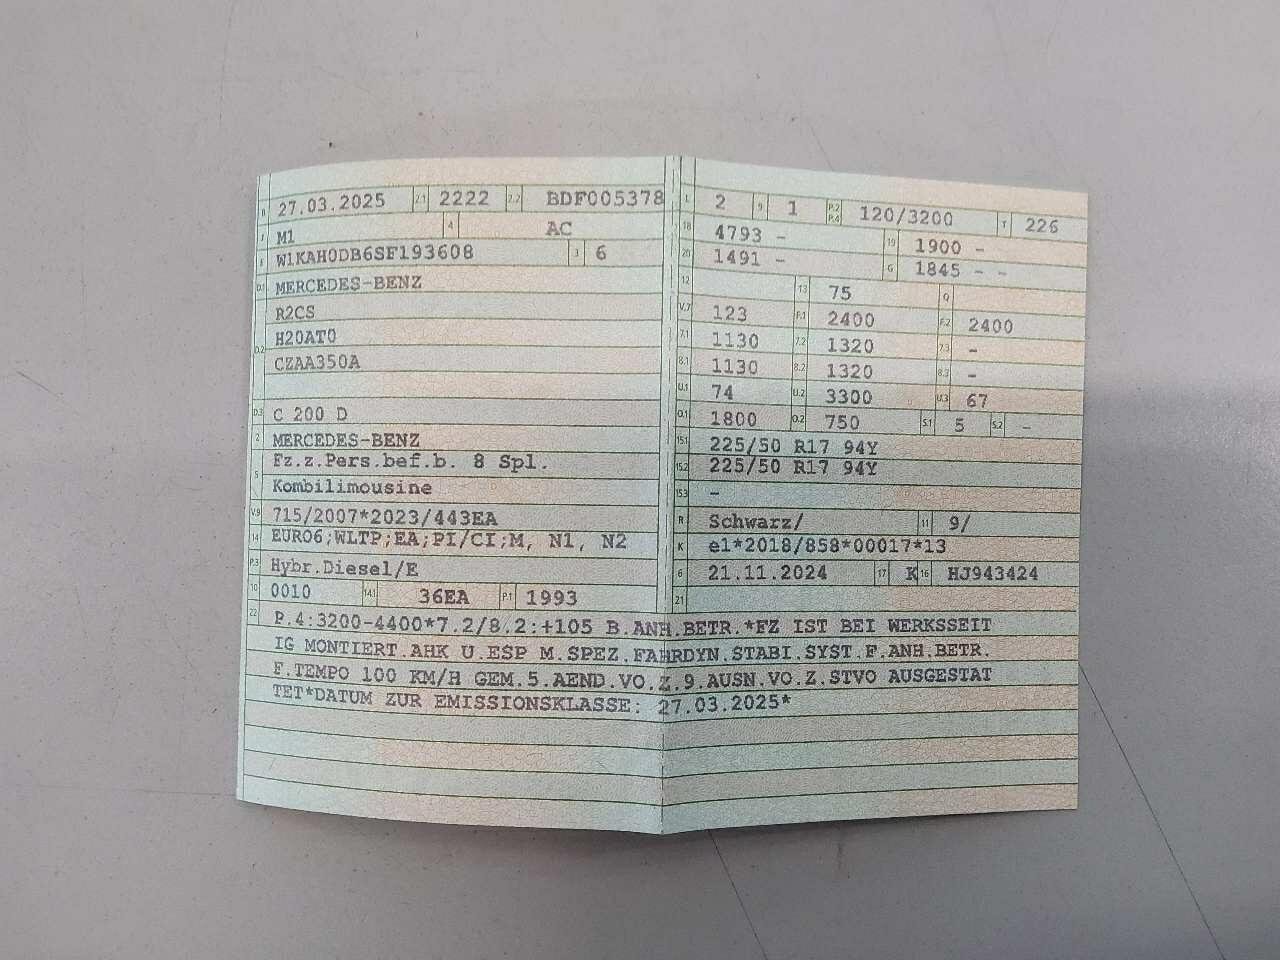 B 27.03.2025 2.1 2222 2.2 BDF005378
J M1 4 AC
E W1KAH0DB6SF193608 3 6
D.1 MERCEDES-BENZ
R2CS
D.2 H20AT0
CZAA350A
D.3 C 200 D
2 MERCEDES-BENZ
5 Fz.z.Pers.bef.b. 8 Spl.
Kombilimousine
V.9 715/2007*2023/443EA
14 EURO6;WLTP;EA;PI/CI;M, N1, N2
P.3 Hybr.Diesel/E
10 0010 14.1 36EA P.1 1993
L 2 9 1 P.2 P.4 120/3200 T 226
18 4793 - 19 1900 -
20 1491 - G 1845 - -
12 13 75 Q
V.7 123 F.1 2400 F.2 2400
7.1 1130 7.2 1320 7.3 -
8.1 1130 8.2 1320 8.3 -
U.1 74 U.2 3300 U.3 67
O.1 1800 O.2 750 S.1 5 S.2 -
15.1 225/50 R17 94Y
15.2 225/50 R17 94Y
15.3 -
R Schwarz/ 11 9/
K e1*2018/858*00017*13
6 21.11.2024 17 K 16 HJ943424
21
22 P.4:3200-4400*7.2/8.2:+105 B.ANH.BETR.*FZ IST BEI WERKSSEIT
IG MONTIERT.AHK U.ESP M.SPEZ.FAHRDYN.STABI.SYST.F.ANH.BETR.
F.TEMPO 100 KM/H GEM.5.AEND.VO.Z.9.AUSN.VO.Z.STVO AUSGESTAT
TET*DATUM ZUR EMISSIONSKLASSE: 27.03.2025*